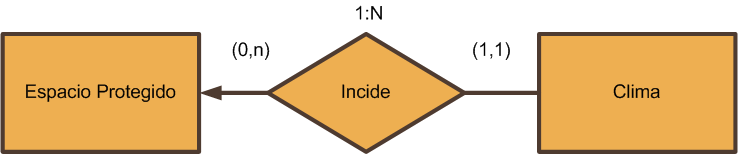 1:N
(0,n)
(1,1)
Espacio Protegido
Incide
Clima